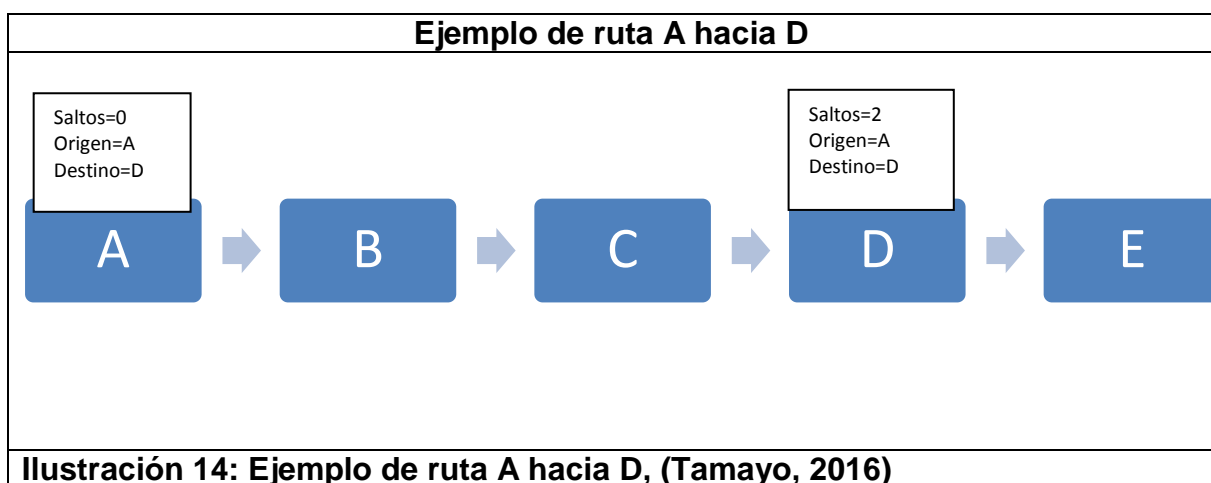 Ejemplo de ruta A hacia D
Saltos=0
Origen=A
Destino=D
Saltos=2
Origen=A
Destino=D
A
B
C
D
E
Ilustración 14: Ejemplo de ruta A hacia D, (Tamayo, 2016)